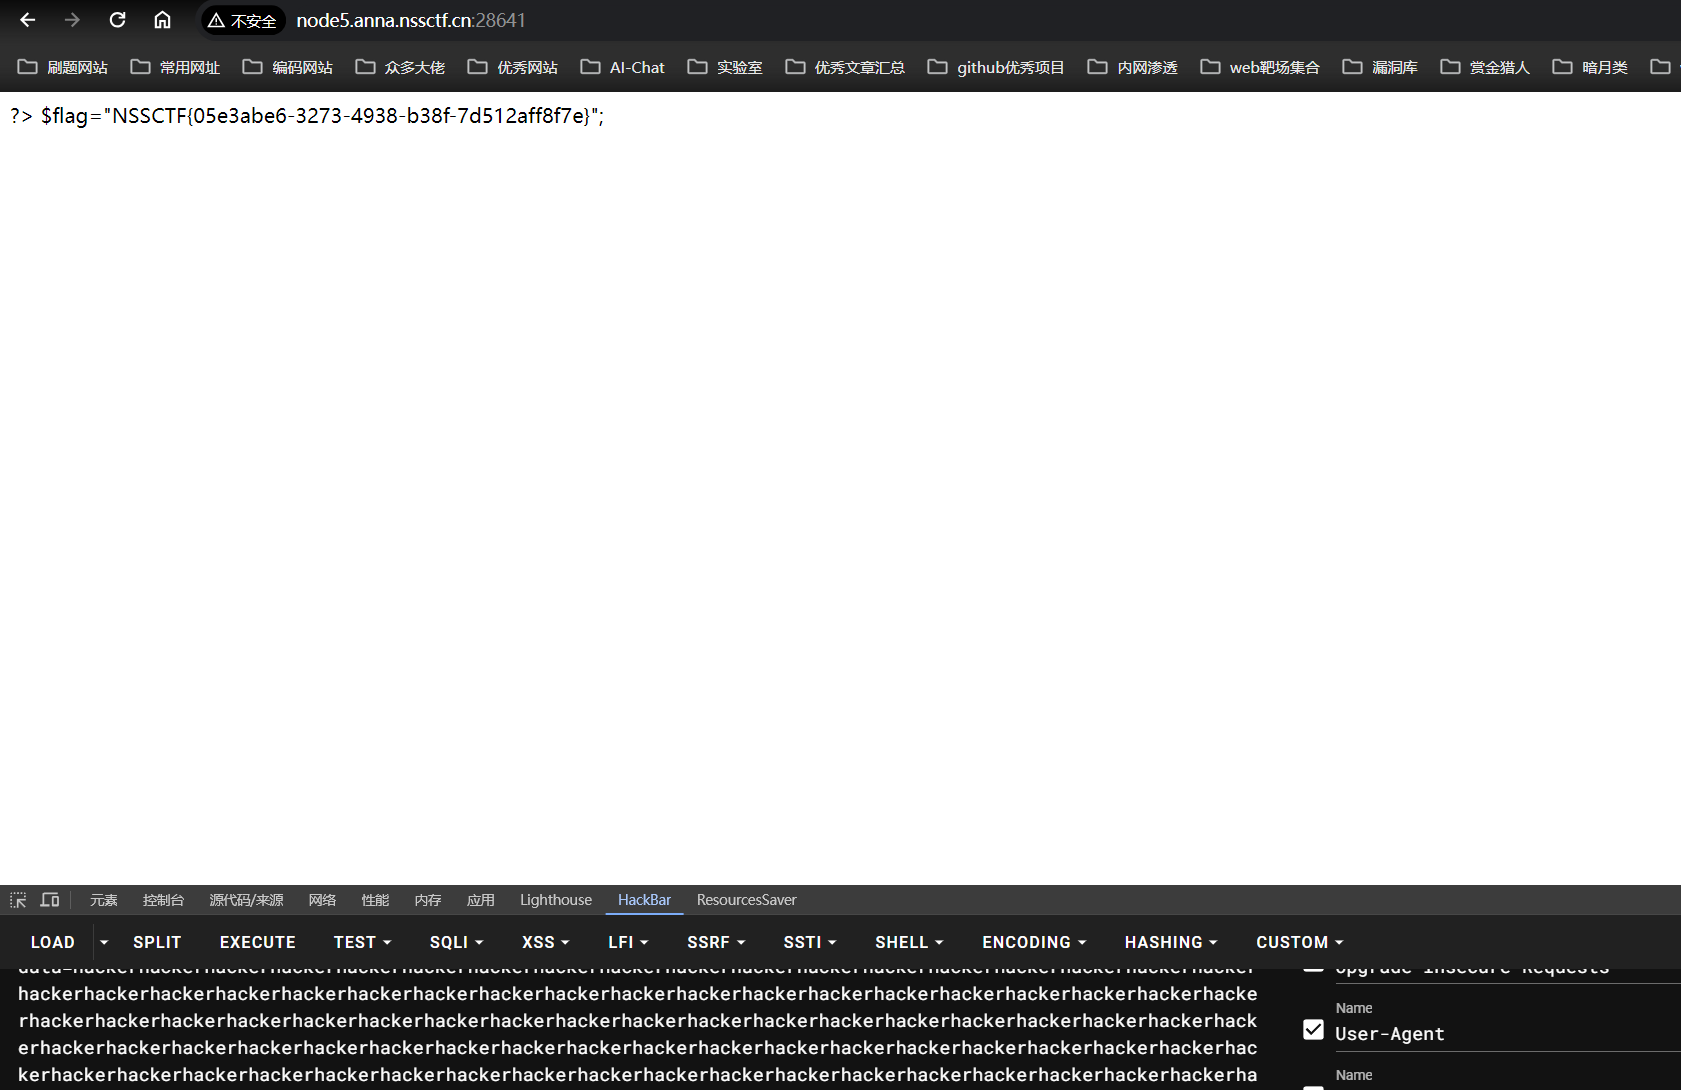 不安全 node5.anna.nssctf.cn:28641
刷题网站 常用网址 编码网站 众多大佬 优秀网站 AI-Chat 实验室 优秀文章汇总 github优秀项目 内网渗透 web靶场集合 漏洞库 赏金猎人 暗月类
?> $flag="NSSCTF{05e3abe6-3273-4938-b38f-7d512aff8f7e}";
元素 控制台 源代码/来源 网络 性能 内存 应用 Lighthouse HackBar ResourcesSaver
LOAD SPLIT EXECUTE TEST SQLI XSS LFI SSRF SSTI SHELL ENCODING HASHING CUSTOM
data=hackerhackerhackerhackerhackerhackerhackerhackerhackerhackerhackerhackerhackerhackerhackerhackerhackerhacker
Upgrade-Insecure-Requests
hackerhackerhackerhackerhackerhackerhackerhackerhackerhackerhackerhackerhackerhackerhackerhackerhackerhackerhacke
Name
rhackerhackerhackerhackerhackerhackerhackerhackerhackerhackerhackerhackerhackerhackerhackerhackerhackerhackerhack
User-Agent
erhackerhackerhackerhackerhackerhackerhackerhackerhackerhackerhackerhackerhackerhackerhackerhackerhackerhackerhac
kerhackerhackerhackerhackerhackerhackerhackerhackerhackerhackerhackerhackerhackerhackerhackerhackerhackerhackerha
Name